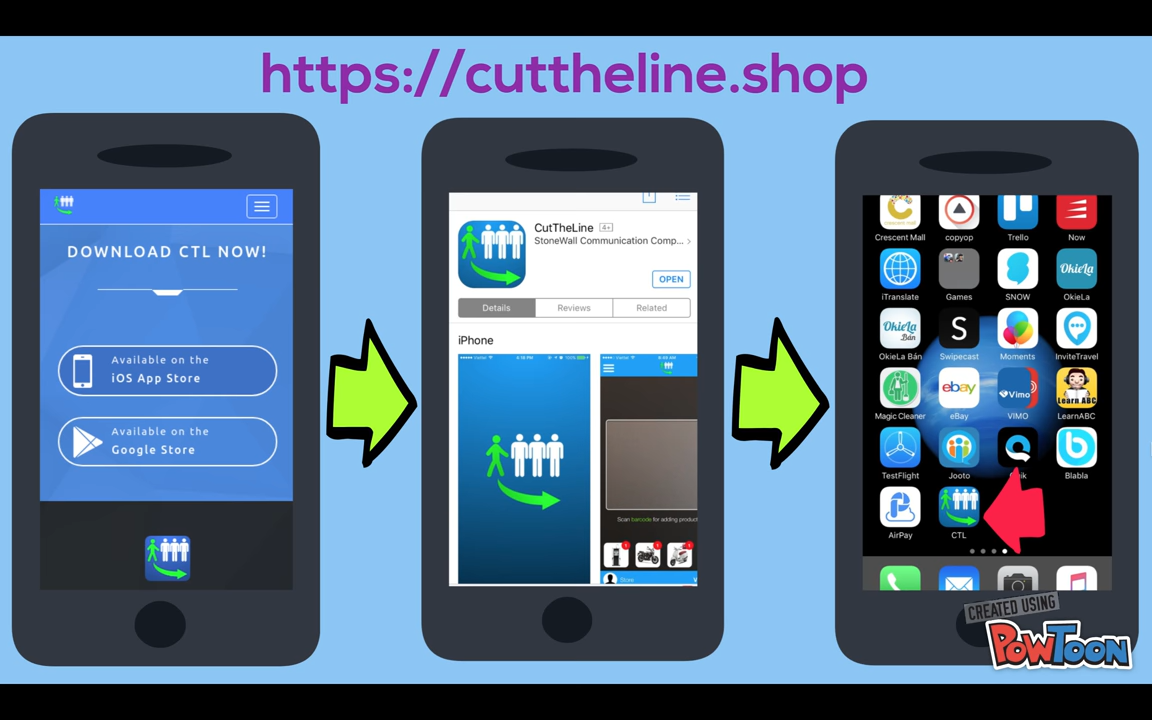 https://cuttheline.shop
DOWNLOAD CTL NOW!
Available on the
iOS App Store
Available on the
Google Store
CutTheLine 4+
StoneWall Communication Comp... >
OPEN
Details Reviews Related
iPhone
Scan barcode for adding product
Store
Crescent Mall copyop Trello Now
iTranslate Games SNOW OkieLa
OkieLa
OkieLa
Bán
S
OkieLa Bán Swipecast Moments InviteTravel
ebay
Vimo
Learn ABC
Magic Cleaner eBay VIMO LearnABC
TestFlight Jooto Blabla
AirPay CTL
CREATED USING
POWTOON